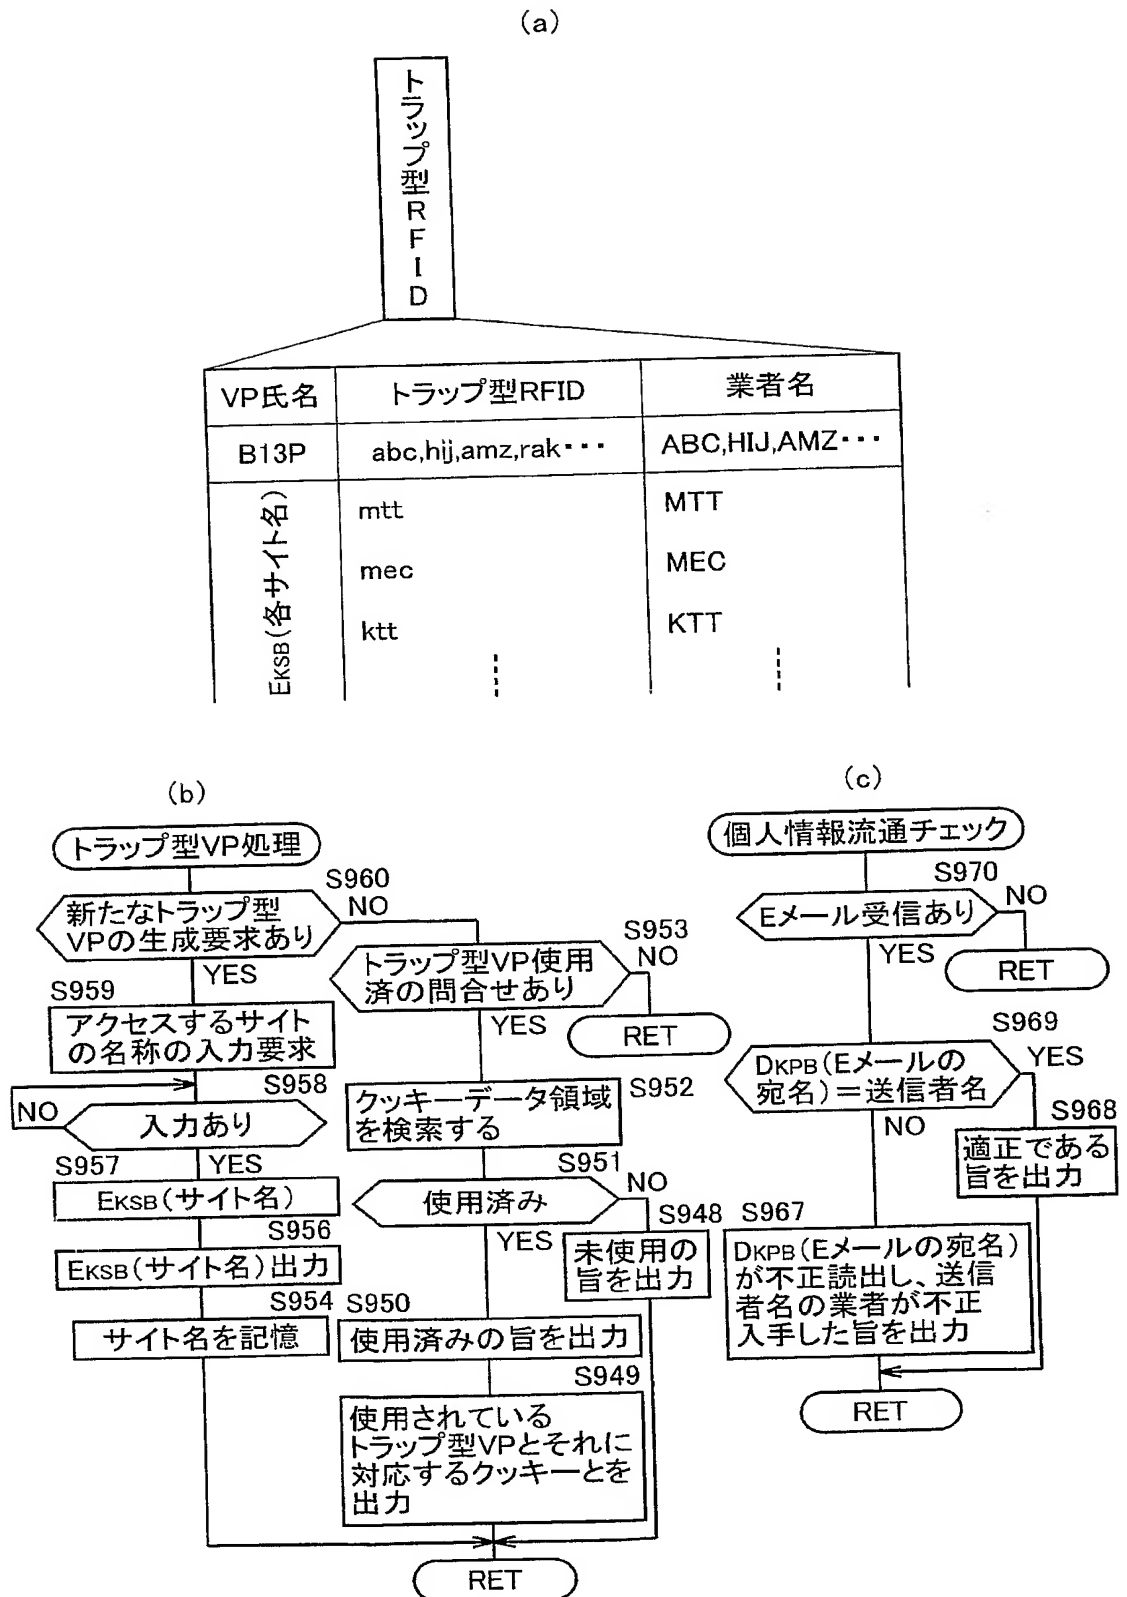 (a)
トラップ型RFID
VP氏名
トラップ型RFID
業者名
B13P
abc,hij,amz,rak・・・
ABC,HIJ,AMZ・・・
EKSB(各サイト名)
mtt
MTT
mec
MEC
ktt
KTT
(b)
トラップ型VP処理
S960
新たなトラップ型
VPの生成要求あり
NO
YES
S959
アクセスするサイト
の名称の入力要求
S958
NO
入力あり
YES
S957
EKSB(サイト名)
S956
EKSB(サイト名)出力
S954
サイト名を記憶
S953
トラップ型VP使用
済の問合せあり
NO
YES
RET
クッキーデータ領域
を検索する
S952
S951
使用済み
NO
YES
S948
未使用の
旨を出力
S950
使用済みの旨を出力
S949
使用されている
トラップ型VPとそれに
対応するクッキーとを
出力
RET
(c)
個人情報流通チェック
S970
Eメール受信あり
NO
YES
RET
S969
DKPB(Eメールの
宛名)=送信者名
YES
NO
S968
適正である
旨を出力
S967
DKPB(Eメールの宛名)
が不正読出し、送信
者名の業者が不正
入手した旨を出力
RET